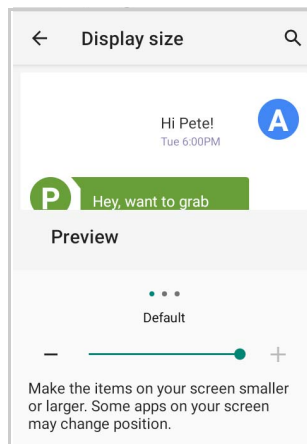 Display size
Hi Pete!
A
Tue 6:00PM
P
Hey, want to grab
Preview
Default
Make the items on your screen smaller
or larger. Some apps on your screen
may change position.